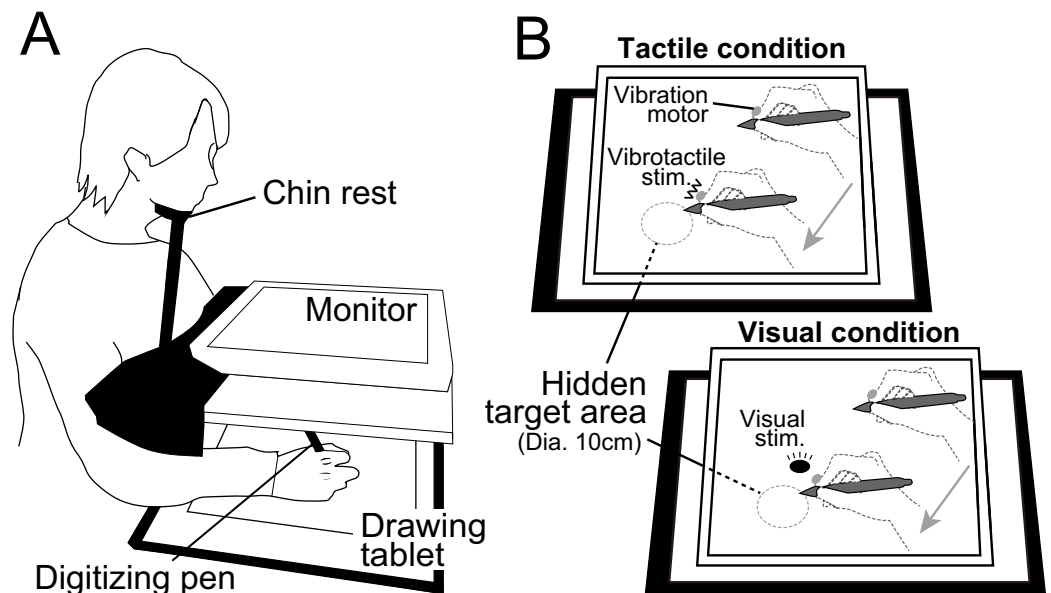 A
Chin rest
Monitor
Drawing
tablet
Digitizing pen
B
Tactile condition
Vibration
motor
Vibrotactile
stim.
Visual condition
Hidden
target area
(Dia. 10cm)
Visual
stim.